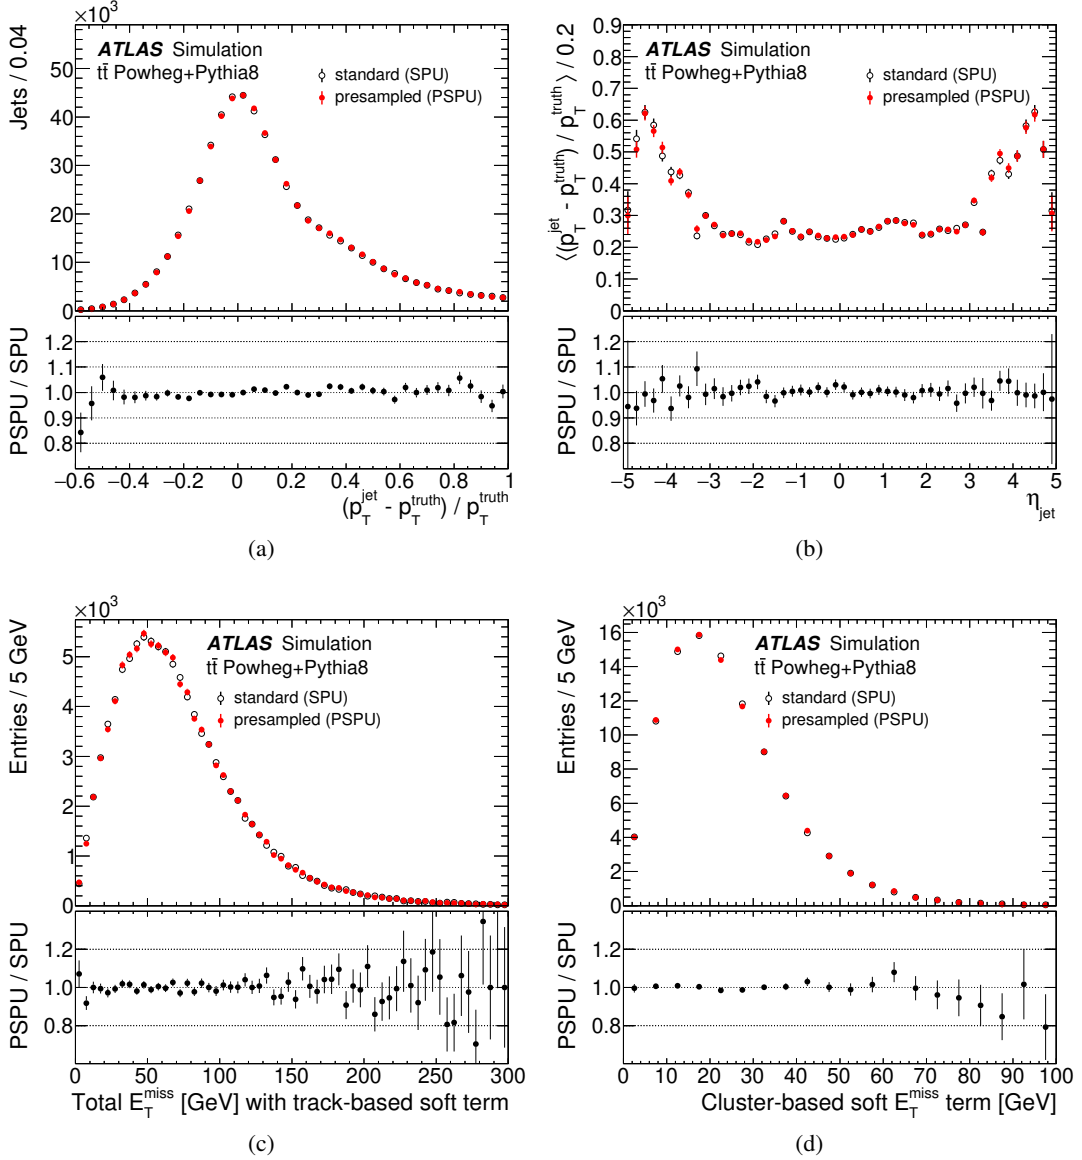 ×10³
Jets / 0.04
ATLAS Simulation
tt̄ Powheg+Pythia8
standard (SPU)
presampled (PSPU)
50
40
30
20
10
0
PSPU / SPU
1.2
1.1
1.0
0.9
0.8
−0.6 −0.4 −0.2 0 0.2 0.4 0.6 0.8 1
(p_T^jet - p_T^truth) / p_T^truth
(a)
⟨(p_T^jet - p_T^truth) / p_T^truth⟩ / 0.2
ATLAS Simulation
tt̄ Powheg+Pythia8
standard (SPU)
presampled (PSPU)
0.9
0.8
0.7
0.6
0.5
0.4
0.3
0.2
0.1
0
PSPU / SPU
1.2
1.1
1.0
0.9
0.8
−5 −4 −3 −2 −1 0 1 2 3 4 5
η_jet
(b)
×10³
Entries / 5 GeV
ATLAS Simulation
tt̄ Powheg+Pythia8
standard (SPU)
presampled (PSPU)
5
4
3
2
1
0
PSPU / SPU
1.2
1.0
0.8
0 50 100 150 200 250 300
Total E_T^miss [GeV] with track-based soft term
(c)
×10³
Entries / 5 GeV
ATLAS Simulation
tt̄ Powheg+Pythia8
standard (SPU)
presampled (PSPU)
16
14
12
10
8
6
4
2
0
PSPU / SPU
1.2
1.0
0.8
0 10 20 30 40 50 60 70 80 90 100
Cluster-based soft E_T^miss term [GeV]
(d)